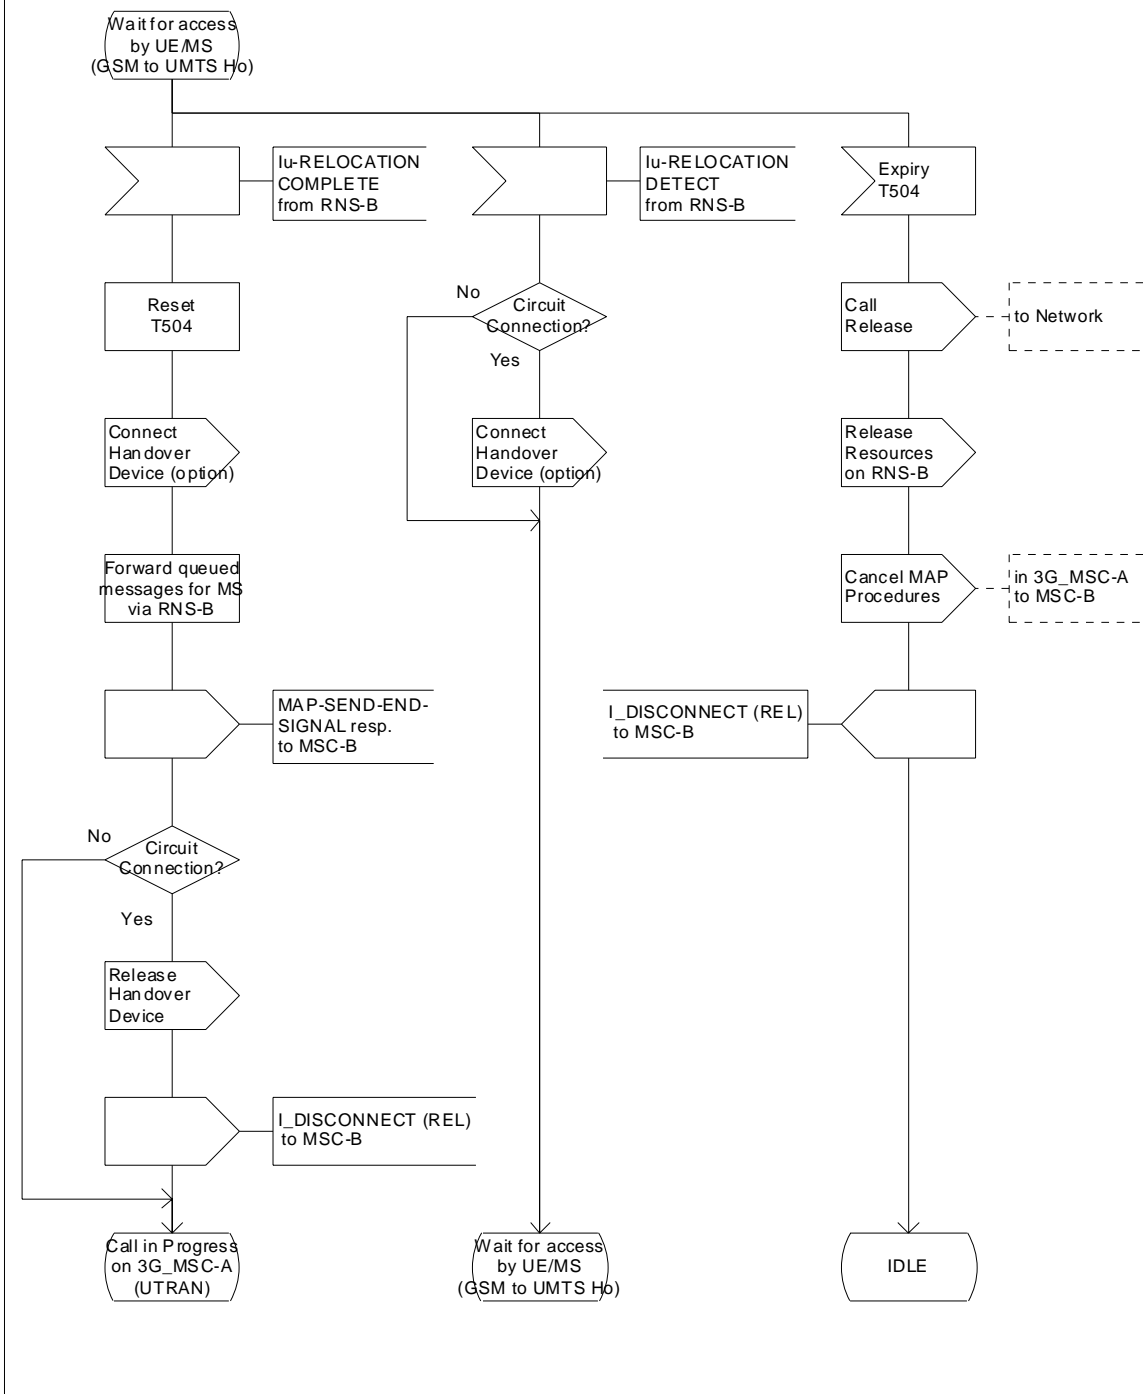 Wait for access
by UE/MS
(GSM to UMTS Ho)
Iu-RELOCATION
COMPLETE
from RNS-B
Iu-RELOCATION
DETECT
from RNS-B
Expiry
T504
Reset
T504
No
Circuit
Connection?
Yes
Call
Release
to Network
Connect
Handover
Device (option)
Connect
Handover
Device (option)
Release
Resources
on RNS-B
Forward queued
messages for MS
via RNS-B
Cancel MAP
Procedures
in 3G_MSC-A
to MSC-B
MAP-SEND-END-
SIGNAL resp.
to MSC-B
I_DISCONNECT (REL)
to MSC-B
No
Circuit
Connection?
Yes
Release
Handover
Device
I_DISCONNECT (REL)
to MSC-B
Call in Progress
on 3G_MSC-A
(UTRAN)
Wait for access
by UE/MS
(GSM to UMTS Ho)
IDLE